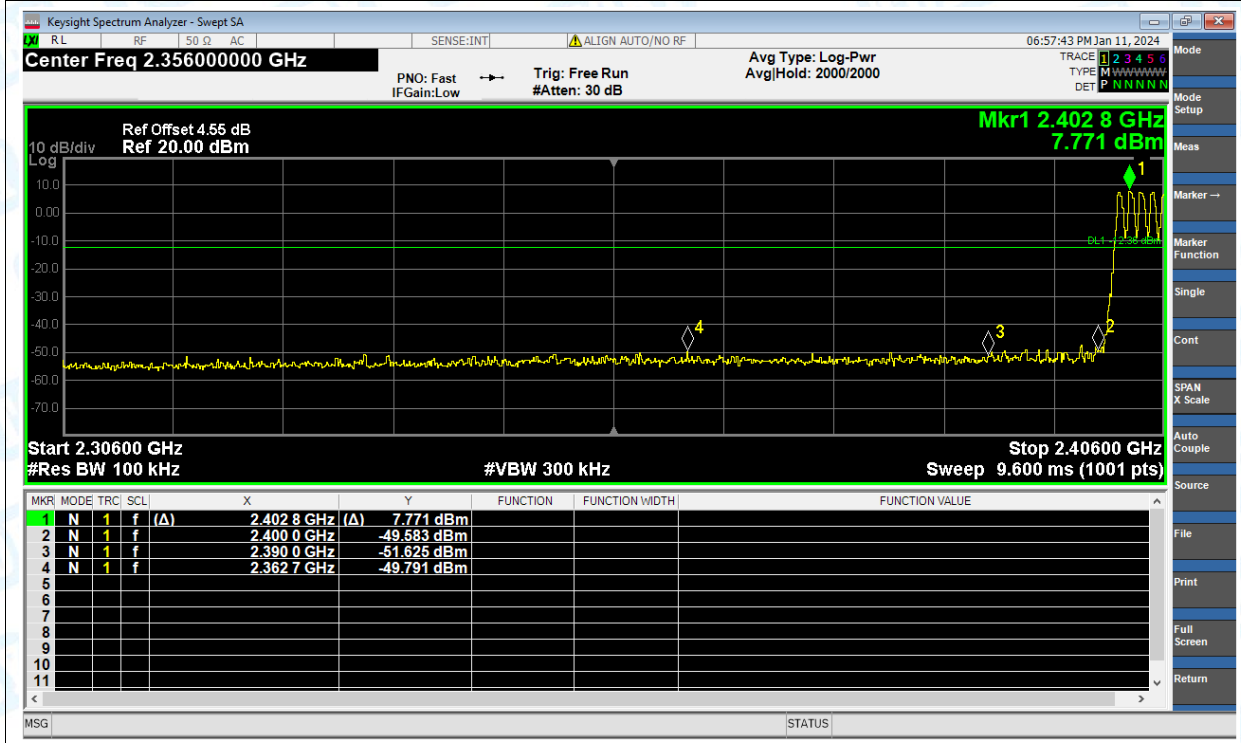 Keysight Spectrum Analyzer - Swept SA
LXI RL RF 50 Ω AC SENSE:INT ALIGN AUTO/NO RF 06:57:43 PM Jan 11, 2024
Center Freq 2.356000000 GHz
PNO: Fast
IFGain:Low
Trig: Free Run
#Atten: 30 dB
Avg Type: Log-Pwr
Avg|Hold: 2000/2000
TRACE 1 2 3 4 5 6
TYPE M WWWWW
DET P N N N N N
Ref Offset 4.55 dB
10 dB/div Ref 20.00 dBm
Log
Mkr1 2.402 8 GHz
7.771 dBm
10.0
0.00
-10.0
-20.0
-30.0
-40.0
-50.0
-60.0
-70.0
1
2
3
4
Start 2.30600 GHz Stop 2.40600 GHz
#Res BW 100 kHz #VBW 300 kHz Sweep 9.600 ms (1001 pts)
MKR MODE TRC SCL X Y FUNCTION FUNCTION WIDTH FUNCTION VALUE
1 N 1 f (Δ) 2.402 8 GHz (Δ) 7.771 dBm
2 N 1 f 2.400 0 GHz -49.583 dBm
3 N 1 f 2.390 0 GHz -51.625 dBm
4 N 1 f 2.362 7 GHz -49.791 dBm
5
6
7
8
9
10
11
MSG STATUS
Mode
Mode
Setup
Meas
Marker →
Marker
Function
Single
Cont
SPAN
X Scale
Auto
Couple
Source
File
Print
Full
Screen
Return